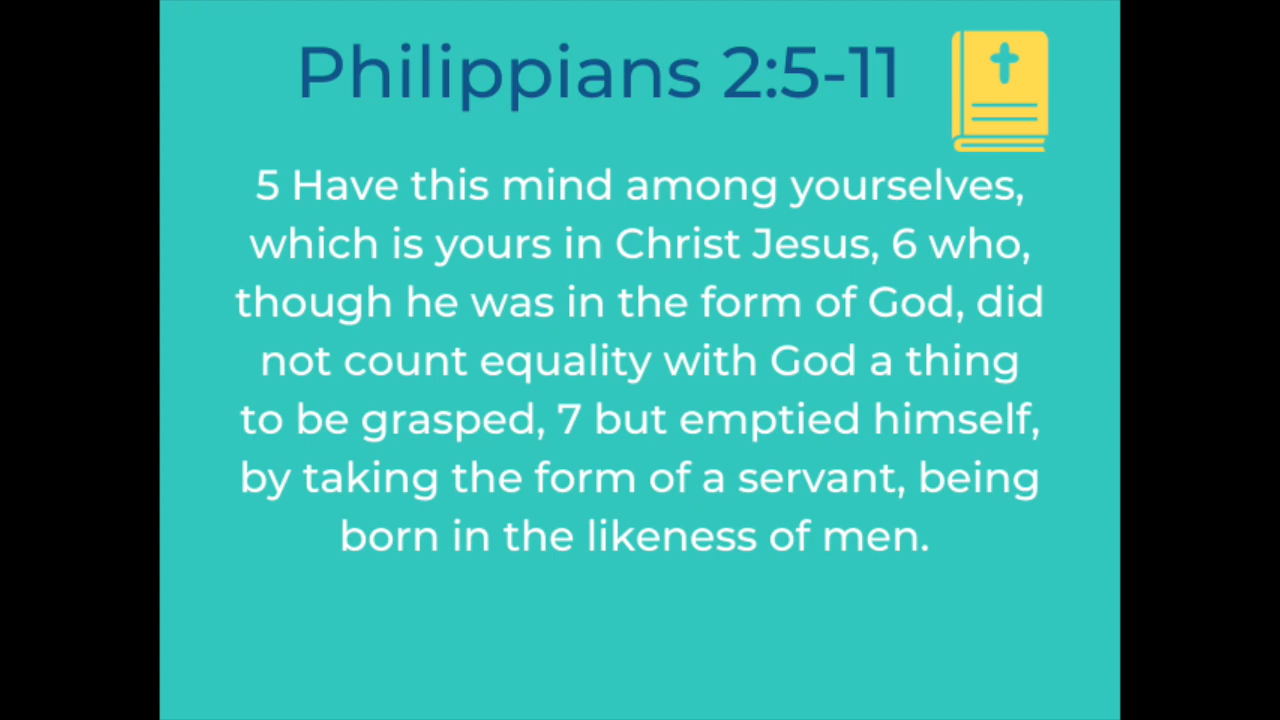 Philippians 2:5-11
5 Have this mind among yourselves,
which is yours in Christ Jesus, 6 who,
though he was in the form of God, did
not count equality with God a thing
to be grasped, 7 but emptied himself,
by taking the form of a servant, being
born in the likeness of men.